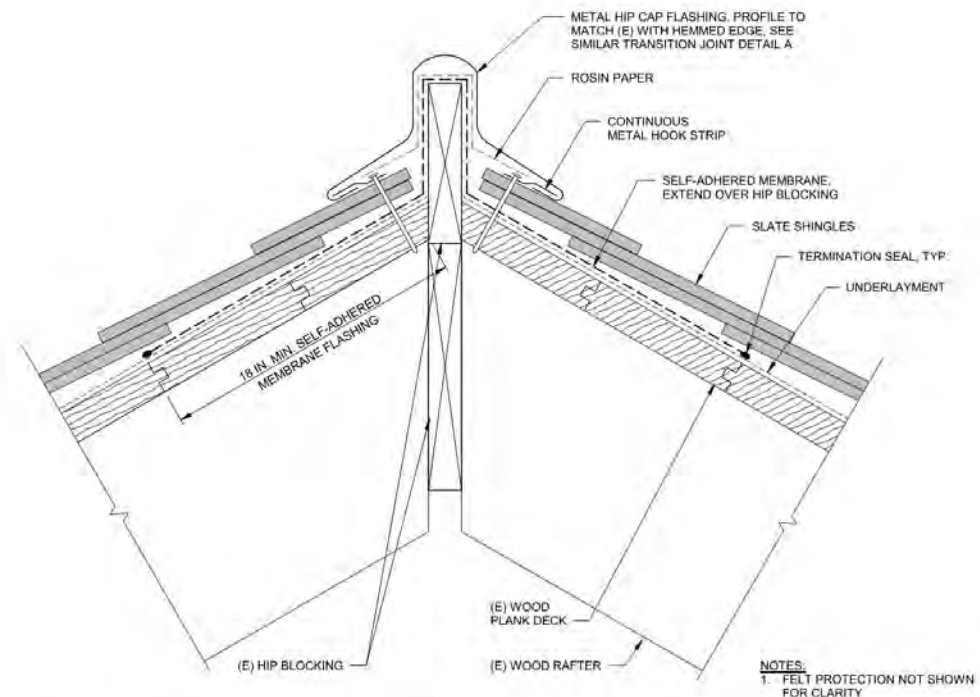 METAL HIP CAP FLASHING. PROFILE TO
MATCH (E) WITH HEMMED EDGE, SEE
SIMILAR TRANSITION JOINT DETAIL A
ROSIN PAPER
CONTINUOUS
METAL HOOK STRIP
SELF-ADHERED MEMBRANE,
EXTEND OVER HIP BLOCKING
SLATE SHINGLES
TERMINATION SEAL, TYP.
UNDERLAYMENT
18 IN. MIN. SELF-ADHERED
MEMBRANE FLASHING
(E) WOOD
PLANK DECK
(E) HIP BLOCKING
(E) WOOD RAFTER
NOTES:
1. FELT PROTECTION NOT SHOWN
FOR CLARITY